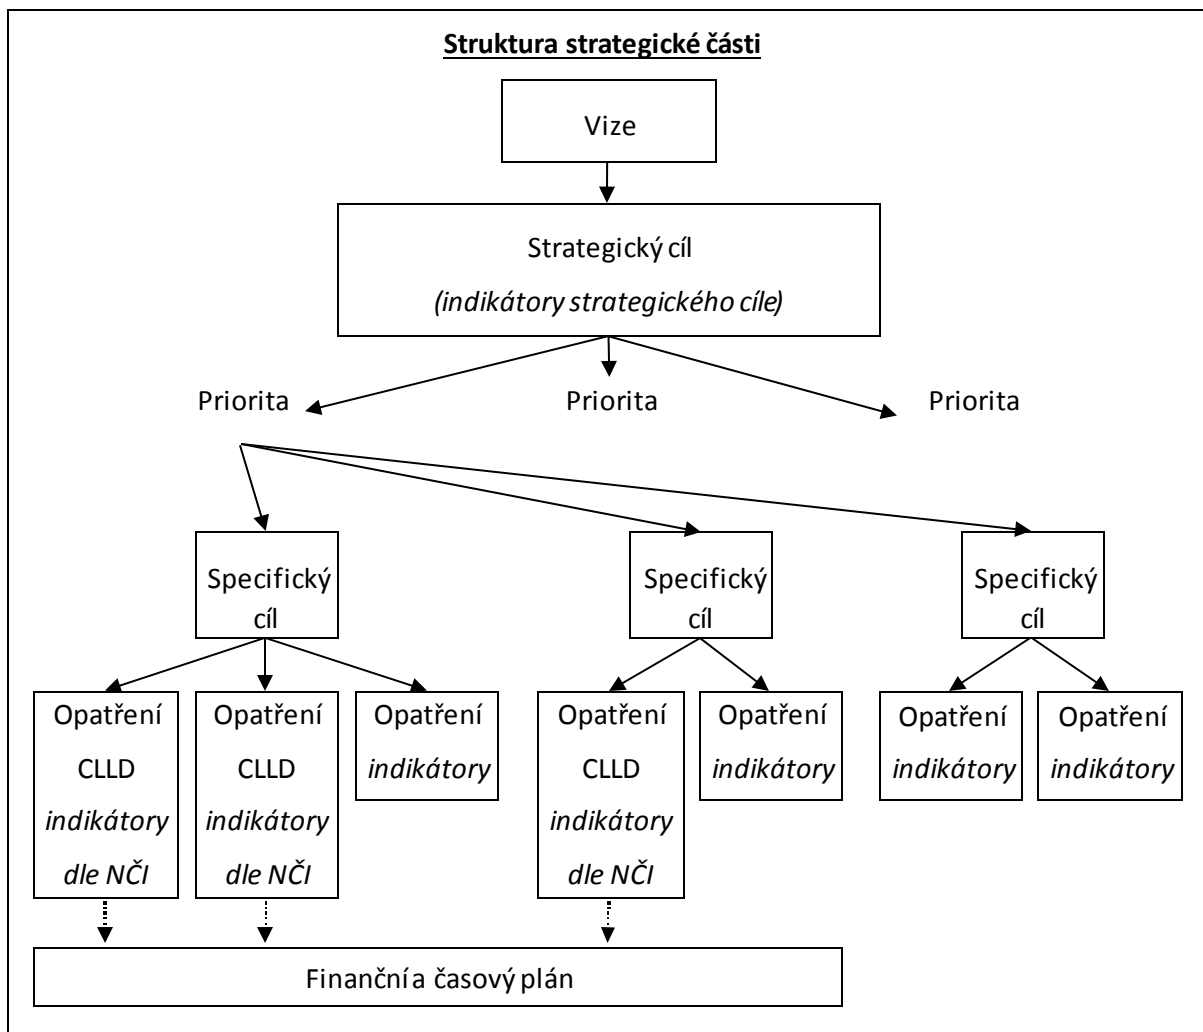 Struktura strategické části
Vize
Strategický cíl
(indikátory strategického cíle)
Priorita
Priorita
Priorita
Specifický
cíl
Specifický
cíl
Specifický
cíl
Opatření
CLLD
indikátory
dle NČI
Opatření
CLLD
indikátory
dle NČI
Opatření
indikátory
Opatření
CLLD
indikátory
dle NČI
Opatření
indikátory
Opatření
indikátory
Opatření
indikátory
Finanční a časový plán